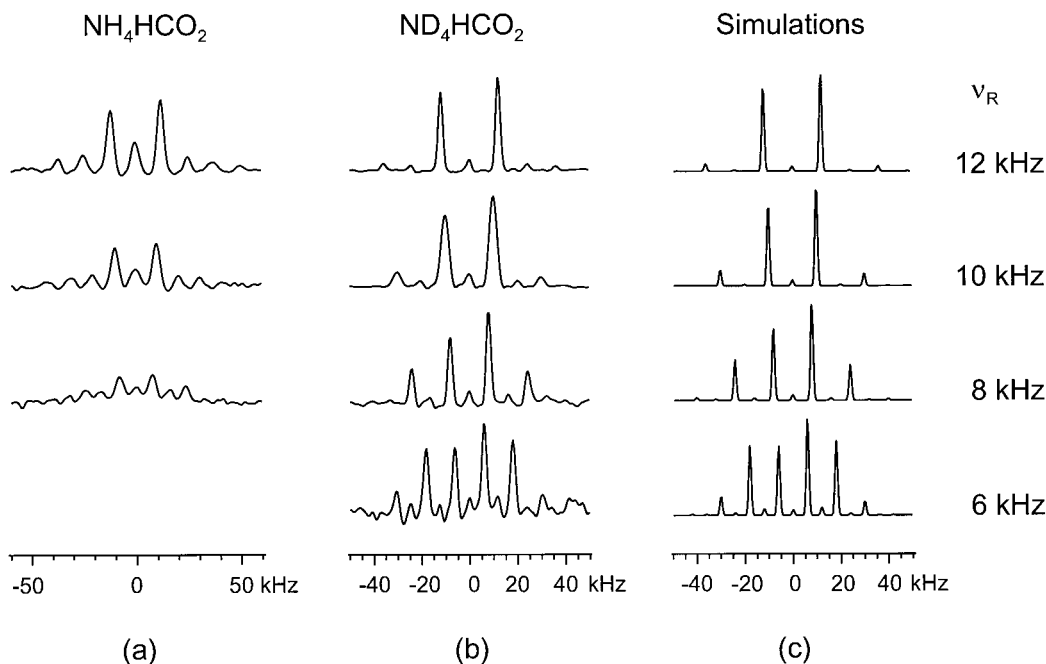 NH₄HCO₂ ND₄HCO₂ Simulations
νR
12 kHz
10 kHz
8 kHz
6 kHz
-50 0 50 kHz -40 -20 0 20 40 kHz -40 -20 0 20 40 kHz
(a) (b) (c)